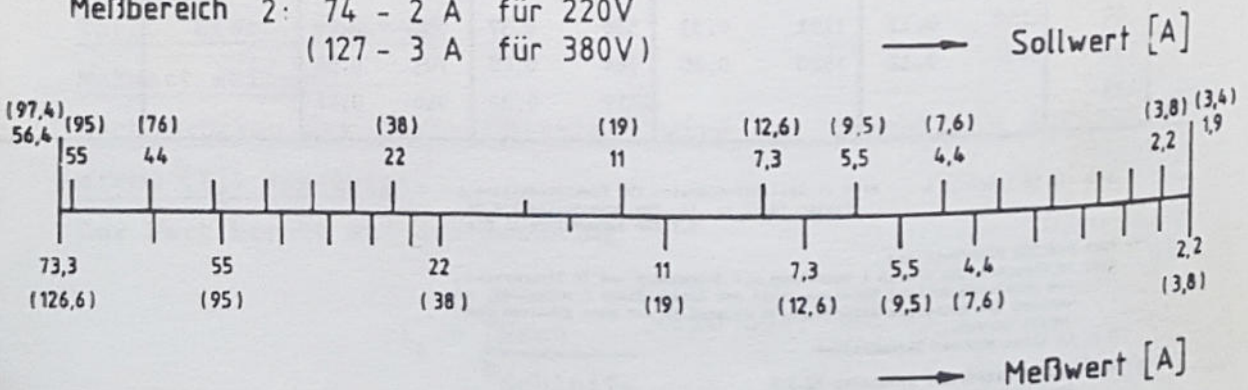 Meßbereich 2: 74 - 2 A für 220V
(127 - 3 A für 380V)
Sollwert [A]
(97,4) (95) (76) (38) (19) (12,6) (9,5) (7,6) (3,8) (3,4)
56,4 55 44 22 11 7,3 5,5 4,4 2,2 1,9
73,3 55 22 11 7,3 5,5 4,4 2,2
(126,6) (95) (38) (19) (12,6) (9,5) (7,6) (3,8)
Meßwert [A]